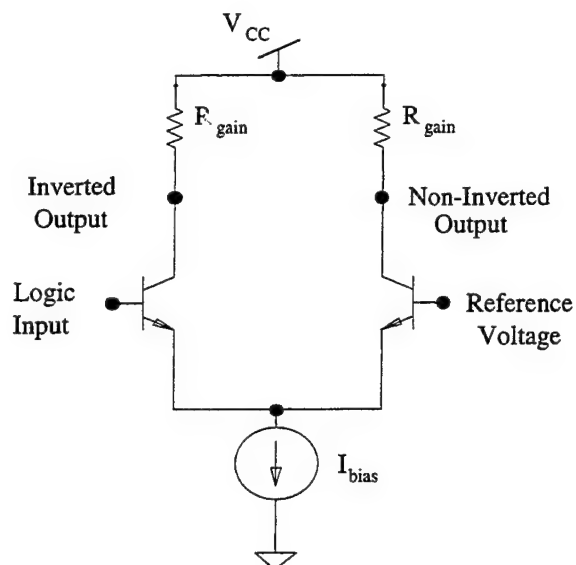 V CC
R gain
R gain
Inverted
Output
Non-Inverted
Output
Logic
Input
Reference
Voltage
I bias